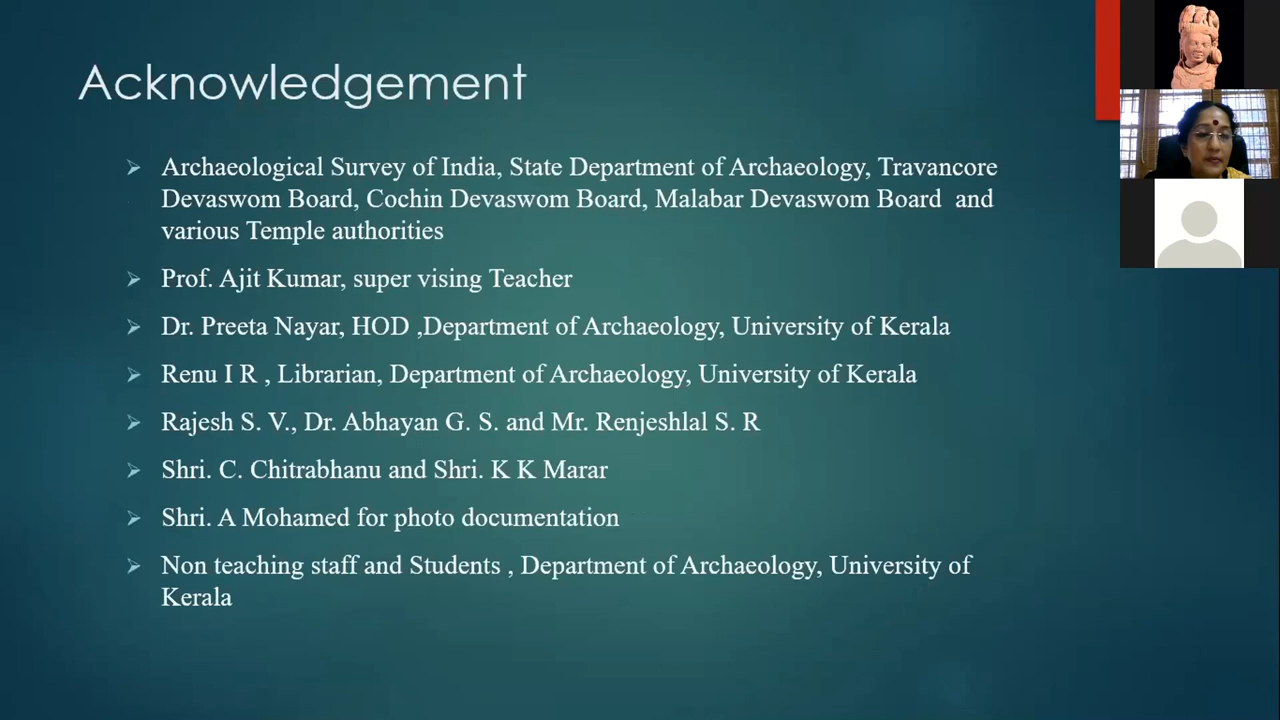 Acknowledgement
Archaeological Survey of India, State Department of Archaeology, Travancore
Devaswom Board, Cochin Devaswom Board, Malabar Devaswom Board and
various Temple authorities
Prof. Ajit Kumar, super vising Teacher
Dr. Preeta Nayar, HOD ,Department of Archaeology, University of Kerala
Renu I R , Librarian, Department of Archaeology, University of Kerala
Rajesh S. V., Dr. Abhayan G. S. and Mr. Renjeshlal S. R
Shri. C. Chitrabhanu and Shri. K K Marar
Shri. A Mohamed for photo documentation
Non teaching staff and Students , Department of Archaeology, University of
Kerala